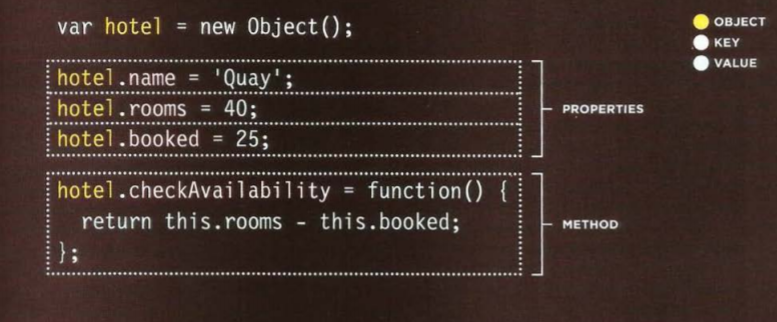 var hotel = new Object();
OBJECT
KEY
VALUE
hotel.name = 'Quay';
hotel.rooms = 40;
hotel.booked = 25;
PROPERTIES
hotel.checkAvailability = function() {
  return this.rooms - this.booked;
};
METHOD